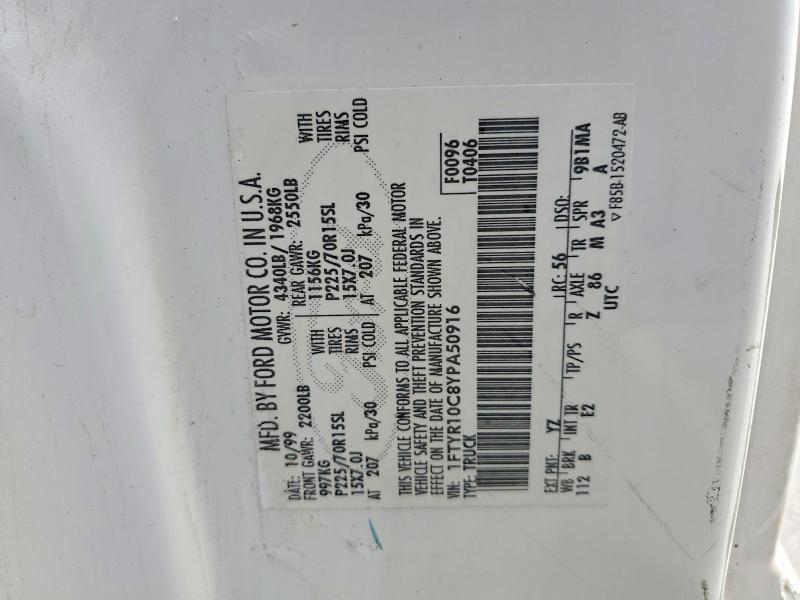 MFD. BY FORD MOTOR CO. IN U.S.A.
DATE: 10/99 GVWR: 4340LB/ 1968KG
FRONT GAWR: 2200LB REAR GAWR: 2550LB
997KG WITH 1156KG WITH
P225/70R15SL TIRES P225/70R15SL TIRES
15X7.0J RIMS 15X7.0J RIMS
AT 207 kPa/30 PSI COLD AT 207 kPa/30 PSI COLD
THIS VEHICLE CONFORMS TO ALL APPLICABLE FEDERAL MOTOR
VEHICLE SAFETY AND THEFT PREVENTION STANDARDS IN
EFFECT ON THE DATE OF MANUFACTURE SHOWN ABOVE.
VIN: 1FTYR10C8YPA50916 F0096
TYPE: TRUCK T0406
EXT PNT: YZ RC: 56 DSO:
WB BRK INT TR TP/PS R AXLE TR SPR
112 B E2 Z 86 M A3 9B1MA
UTC A
▽ F85B-1520472-AB